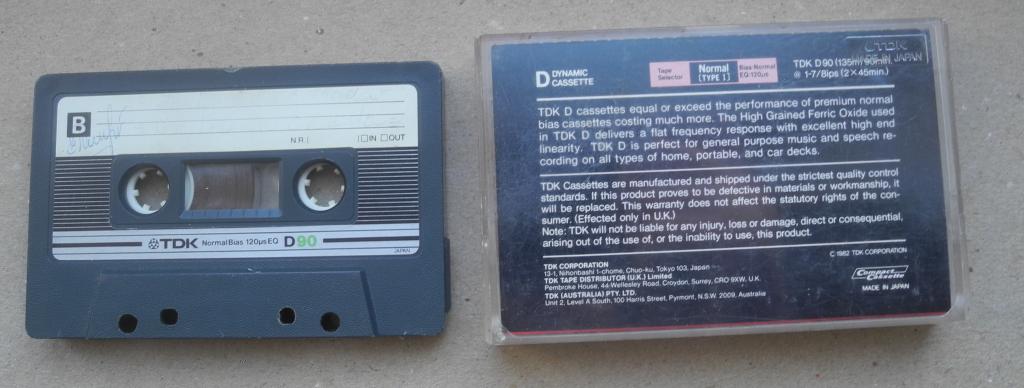 B
N.R.
IN OUT
TDK Normal Bias 120µs EQ D90
JAPAN
D DYNAMIC
CASSETTE
Tape
Selector
Normal
[TYPE I]
Bias:Normal
EQ:120µs
TDK D90 (135m/90min.)
@ 1-7/8ips (2×45min.)
TDK
MADE IN JAPAN
TDK D cassettes equal or exceed the performance of premium normal
bias cassettes costing much more. The High Grained Ferric Oxide used
in TDK D delivers a flat frequency response with excellent high end
linearity. TDK D is perfect for general purpose music and speech re-
cording on all types of home, portable, and car decks.
TDK Cassettes are manufactured and shipped under the strictest quality control
standards. If this product proves to be defective in materials or workmanship, it
will be replaced. This warranty does not affect the statutory rights of the con-
sumer. (Effected only in U.K.)
Note: TDK will not be liable for any injury, loss or damage, direct or consequential,
arising out of the use of, or the inability to use, this product.
© 1982 TDK CORPORATION
TDK CORPORATION
13-1, Nihonbashi 1-chome, Chuo-ku, Tokyo 103, Japan
TDK TAPE DISTRIBUTOR (U.K.) Limited
Pembroke House, 44 Wellesley Road, Croydon, Surrey, CRO 9XW, U.K.
TDK (AUSTRALIA) PTY. LTD.
Unit 2, Level A South, 100 Harris Street, Pyrmont, N.S.W. 2009, Australia
Compact
Cassette
MADE IN JAPAN